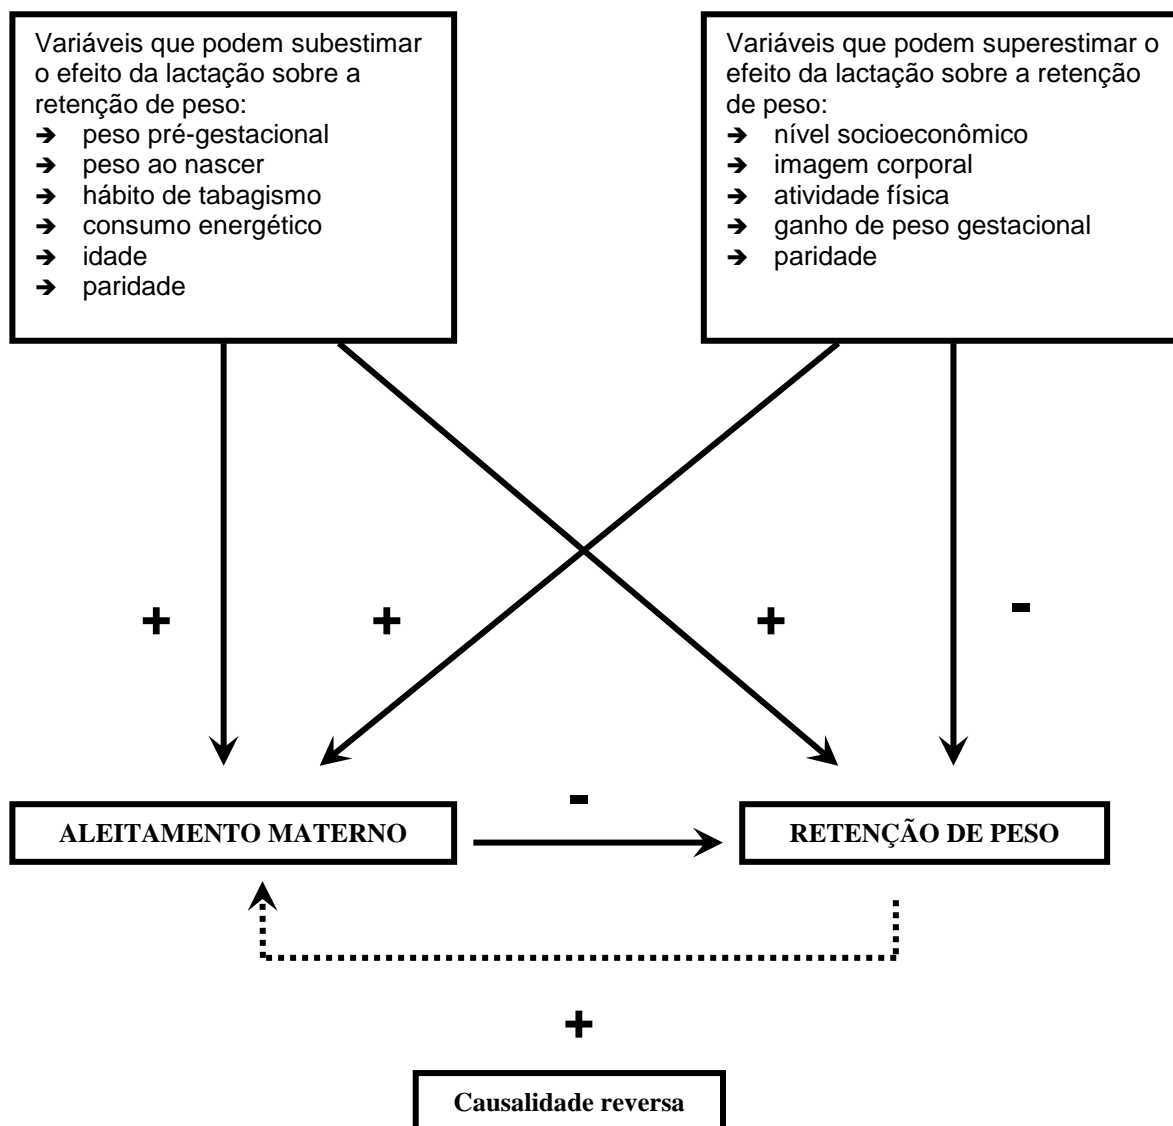 Variáveis que podem subestimar
o efeito da lactação sobre a
retenção de peso:
➔ peso pré-gestacional
➔ peso ao nascer
➔ hábito de tabagismo
➔ consumo energético
➔ idade
➔ paridade
Variáveis que podem superestimar o
efeito da lactação sobre a retenção
de peso:
➔ nível socioeconômico
➔ imagem corporal
➔ atividade física
➔ ganho de peso gestacional
➔ paridade
+ + + -
-
ALEITAMENTO MATERNO
RETENÇÃO DE PESO
+
Causalidade reversa